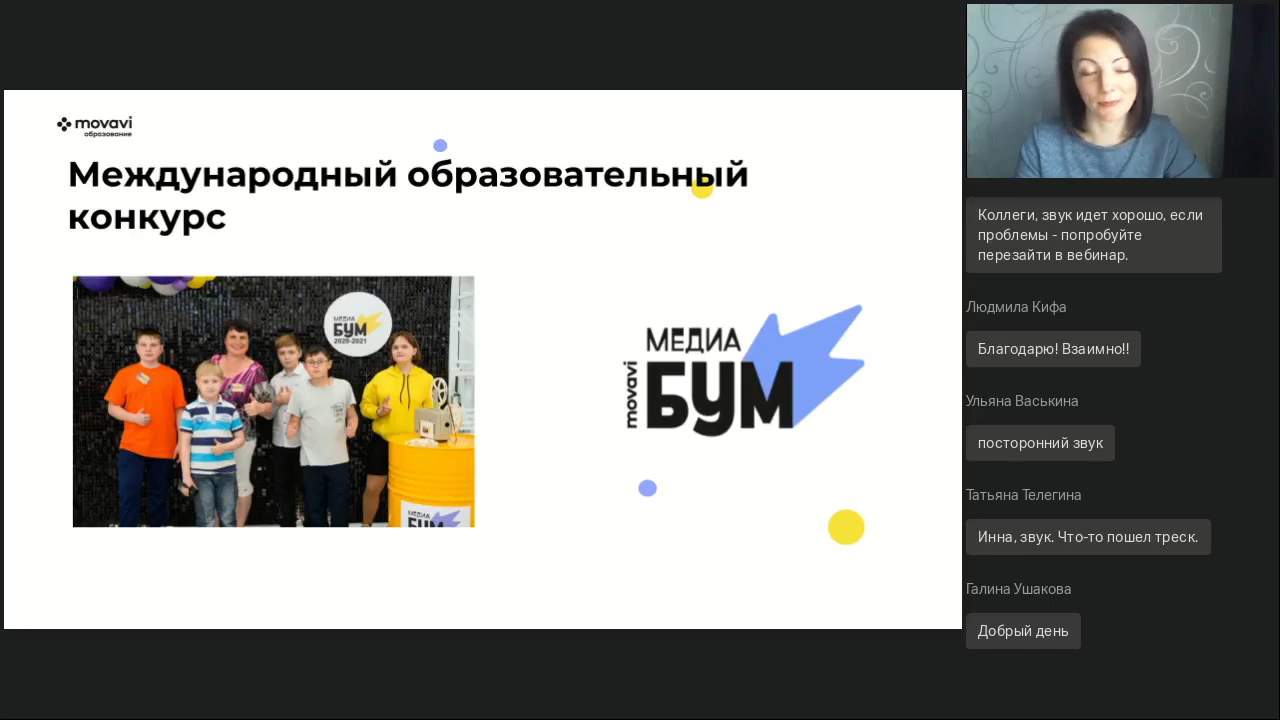 movavi
образование
Международный образовательный
конкурс
МЕДИА
БУМ
2020-2021
МЕДИА
БУМ
movavi
МЕДИА
БУМ
Коллеги, звук идет хорошо, если
проблемы - попробуйте
перезайти в вебинар.
Людмила Кифа
Благодарю! Взаимно!!
Ульяна Васькина
посторонний звук
Татьяна Телегина
Инна, звук. Что-то пошел треск.
Галина Ушакова
Добрый день